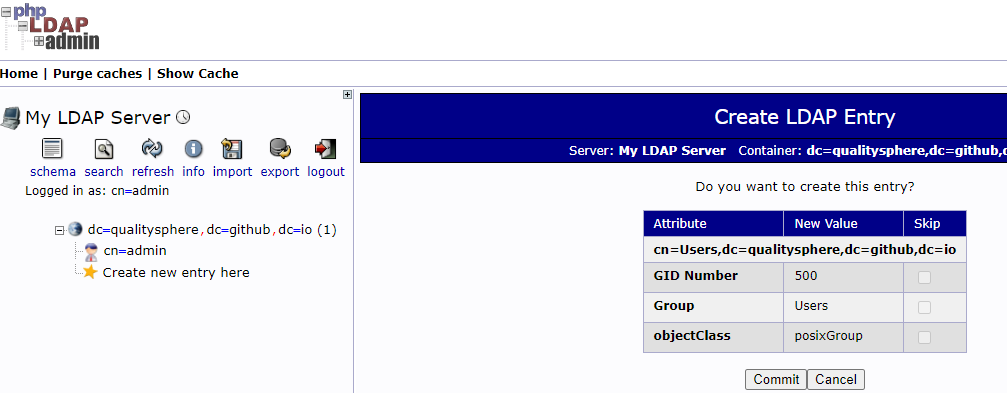 php
LDAP
admin
Home | Purge caches | Show Cache
My LDAP Server
schema search refresh info import export logout
Logged in as: cn=admin
dc=qualitysphere,dc=github,dc=io (1)
cn=admin
Create new entry here
Create LDAP Entry
Server: My LDAP Server Container: dc=qualitysphere,dc=github,
Do you want to create this entry?
Attribute New Value Skip
cn=Users,dc=qualitysphere,dc=github,dc=io
GID Number 500
Group Users
objectClass posixGroup
Commit Cancel